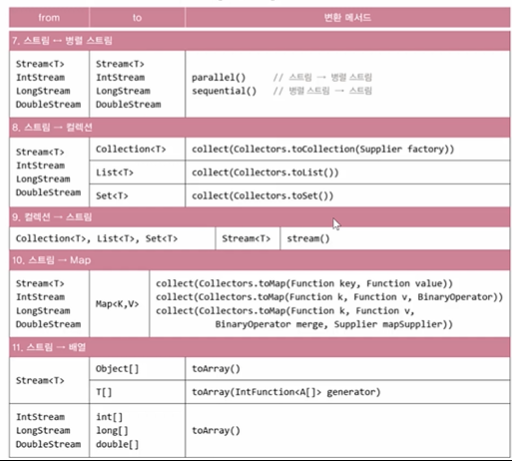 from to 변환 메서드
7. 스트림 ↔ 병렬 스트림
Stream<T> Stream<T>
IntStream IntStream parallel() // 스트림 → 병렬 스트림
LongStream LongStream sequential() // 병렬 스트림 → 스트림
DoubleStream DoubleStream
8. 스트림 → 컬렉션
Stream<T>
IntStream
LongStream
DoubleStream
Collection<T> collect(Collectors.toCollection(Supplier factory))
List<T> collect(Collectors.toList())
Set<T> collect(Collectors.toSet())
9. 컬렉션 → 스트림
Collection<T>, List<T>, Set<T> Stream<T> stream()
10. 스트림 → Map
Stream<T>
IntStream
LongStream
DoubleStream
Map<K,V>
collect(Collectors.toMap(Function key, Function value))
collect(Collectors.toMap(Function k, Function v, BinaryOperator))
collect(Collectors.toMap(Function k, Function v,
BinaryOperator merge, Supplier mapSupplier))
11. 스트림 → 배열
Stream<T>
Object[] toArray()
T[] toArray(IntFunction<A[]> generator)
IntStream int[]
LongStream long[] toArray()
DoubleStream double[]